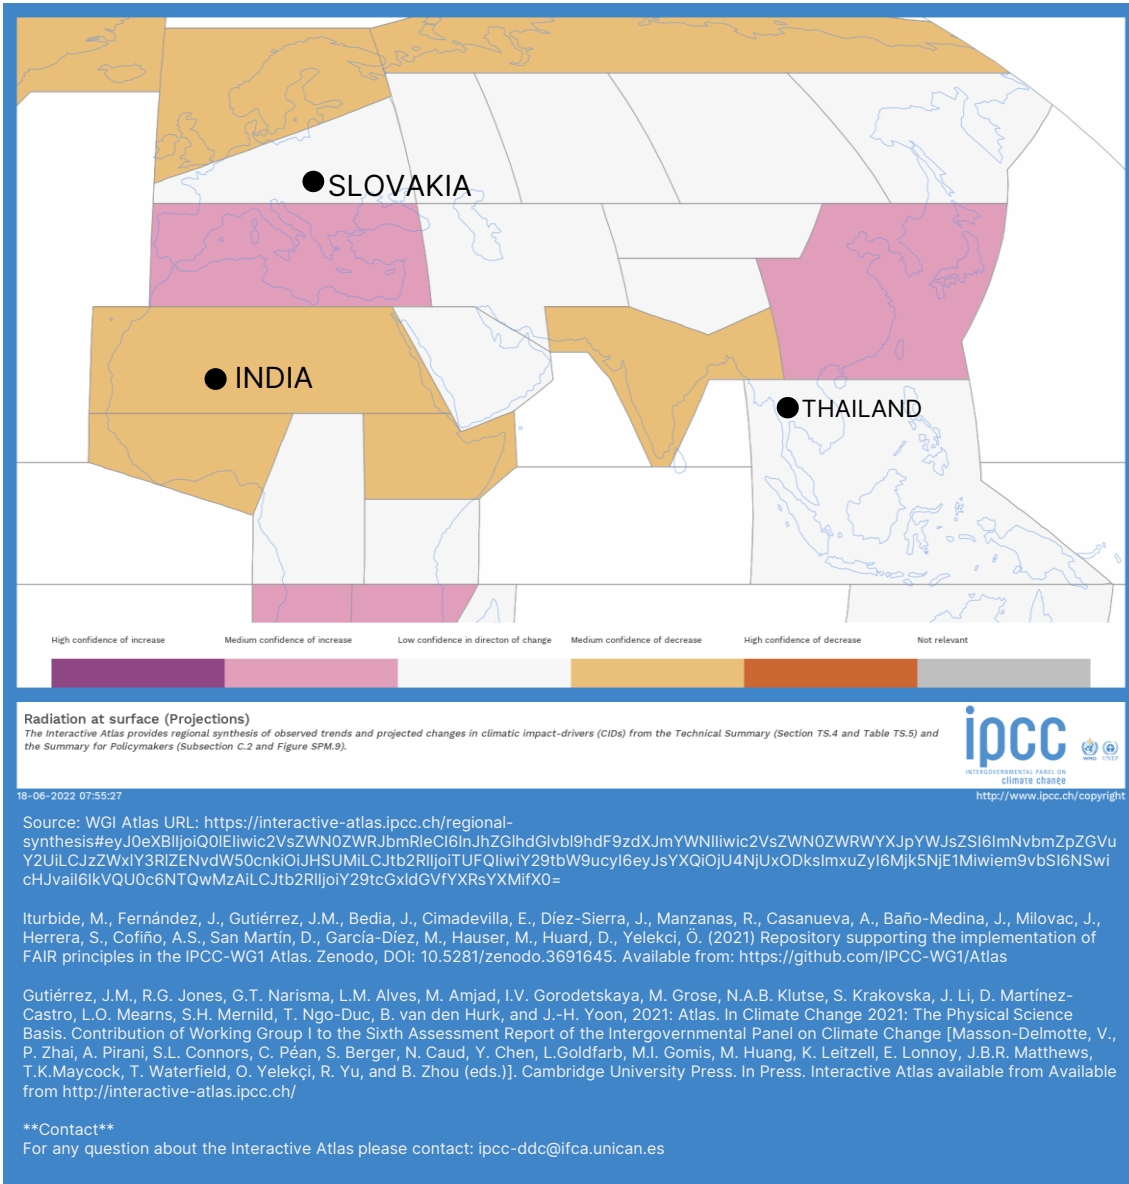 SLOVAKIA
INDIA
THAILAND
High confidence of increase
Medium confidence of increase
Low confidence in directon of change
Medium confidence of decrease
High confidence of decrease
Not relevant
Radiation at surface (Projections)
The Interactive Atlas provides regional synthesis of observed trends and projected changes in climatic impact-drivers (CIDs) from the Technical Summary (Section TS.4 and Table TS.5) and
the Summary for Policymakers (Subsection C.2 and Figure SPM.9).
ipcc
INTERGOVERNMENTAL PANEL ON
climate change
WMO
UNEP
18-06-2022 07:55:27
http://www.ipcc.ch/copyright
Source: WGI Atlas URL: https://interactive-atlas.ipcc.ch/regional-
Iturbide, M., Fernández, J., Gutiérrez, J.M., Bedia, J., Cimadevilla, E., Díez-Sierra, J., Manzanas, R., Casanueva, A., Baño-Medina, J., Milovac, J.,
Herrera, S., Cofiño, A.S., San Martín, D., García-Díez, M., Hauser, M., Huard, D., Yelekci, Ö. (2021) Repository supporting the implementation of
FAIR principles in the IPCC-WG1 Atlas. Zenodo, DOI: 10.5281/zenodo.3691645. Available from: https://github.com/IPCC-WG1/Atlas
Gutiérrez, J.M., R.G. Jones, G.T. Narisma, L.M. Alves, M. Amjad, I.V. Gorodetskaya, M. Grose, N.A.B. Klutse, S. Krakovska, J. Li, D. Martínez-
Castro, L.O. Mearns, S.H. Mernild, T. Ngo-Duc, B. van den Hurk, and J.-H. Yoon, 2021: Atlas. In Climate Change 2021: The Physical Science
Basis. Contribution of Working Group I to the Sixth Assessment Report of the Intergovernmental Panel on Climate Change [Masson-Delmotte, V.,
P. Zhai, A. Pirani, S.L. Connors, C. Péan, S. Berger, N. Caud, Y. Chen, L.Goldfarb, M.I. Gomis, M. Huang, K. Leitzell, E. Lonnoy, J.B.R. Matthews,
T.K.Maycock, T. Waterfield, O. Yelekçi, R. Yu, and B. Zhou (eds.)]. Cambridge University Press. In Press. Interactive Atlas available from Available
from http://interactive-atlas.ipcc.ch/
**Contact**
For any question about the Interactive Atlas please contact: ipcc-ddc@ifca.unican.es